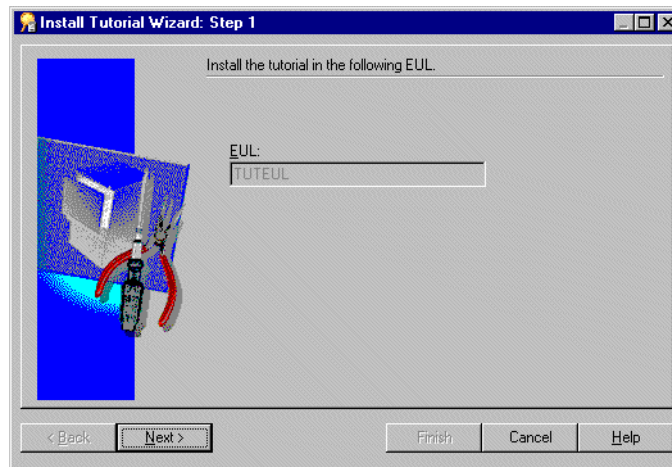 Install Tutorial Wizard: Step 1
Install the tutorial in the following EUL.
EUL:
TUTEUL
< Back
Next >
Finish
Cancel
Help